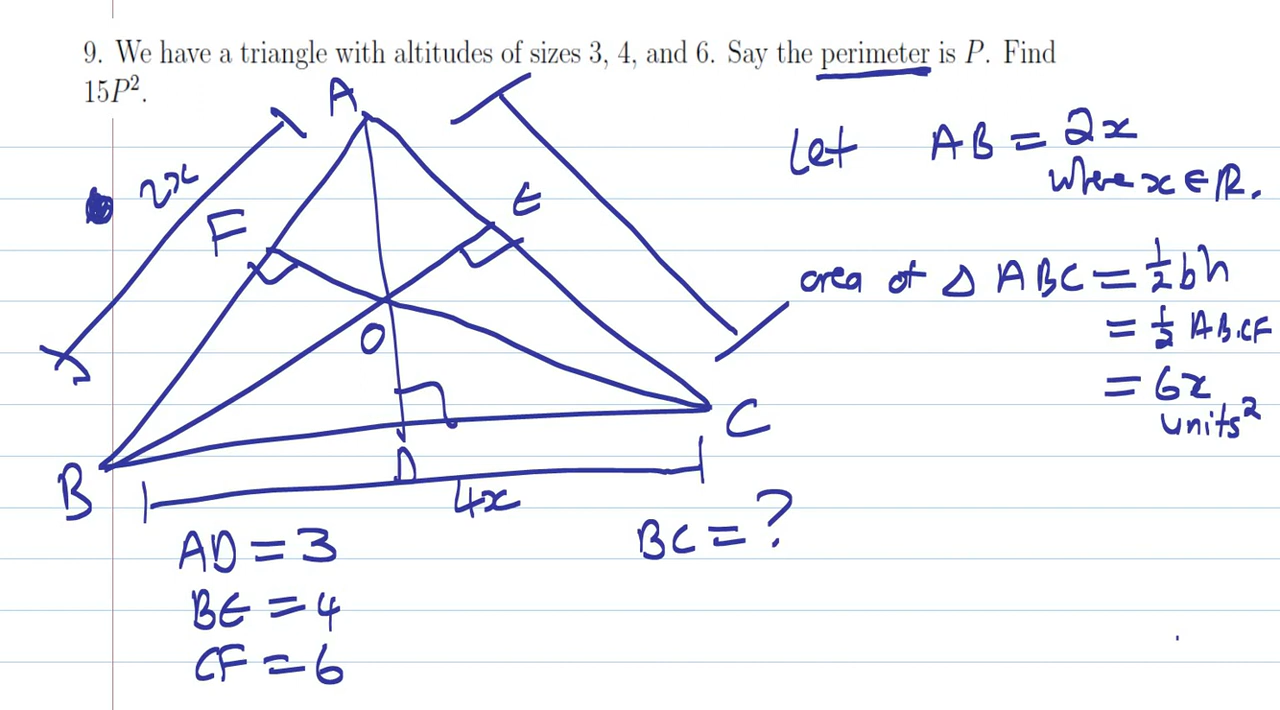 9. We have a triangle with altitudes of sizes 3, 4, and 6. Say the perimeter is P. Find
15P².
A
Let AB = 2x
where x ∈ ℝ.
2x
E
F
area of △ ABC = ½bh
= ½ AB.CF
= 6x
units²
O
C
B
D
4x
BC = ?
AD = 3
BE = 4
CF = 6